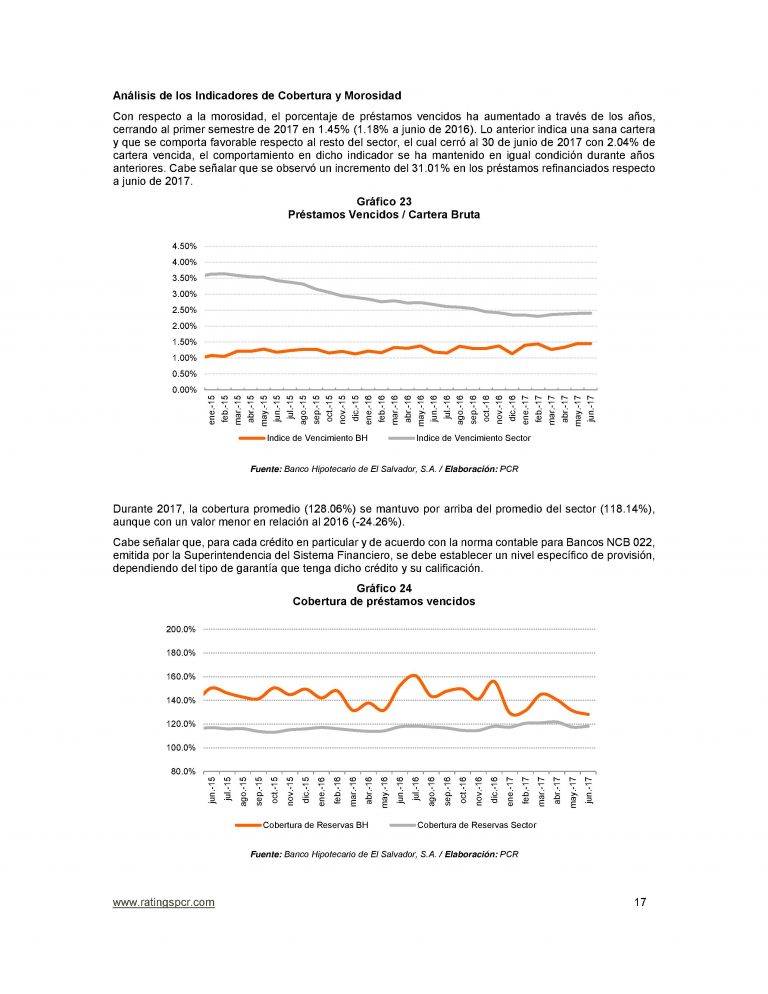 Análisis de los Indicadores de Cobertura y Morosidad
Con respecto a la morosidad, el porcentaje de préstamos vencidos ha aumentado a través de los años,
cerrando al primer semestre de 2017 en 1.45% (1.18% a junio de 2016). Lo anterior indica una sana cartera
y que se comporta favorable respecto al resto del sector, el cual cerró al 30 de junio de 2017 con 2.04% de
cartera vencida, el comportamiento en dicho indicador se ha mantenido en igual condición durante años
anteriores. Cabe señalar que se observó un incremento del 31.01% en los préstamos refinanciados respecto
a junio de 2017.
Gráfico 23
Préstamos Vencidos / Cartera Bruta
4.50%
4.00%
3.50%
3.00%
2.50%
2.00%
1.50%
1.00%
0.50%
0.00%
ene.-15 feb.-15 mar.-15 abr.-15 may.-15 jun.-15 jul.-15 ago.-15 sep.-15 oct.-15 nov.-15 dic.-15 ene.-16 feb.-16 mar.-16 abr.-16 may.-16 jun.-16 jul.-16 ago.-16 sep.-16 oct.-16 nov.-16 dic.-16 ene.-17 feb.-17 mar.-17 abr.-17 may.-17 jun.-17
Indice de Vencimiento BH Indice de Vencimiento Sector
Fuente: Banco Hipotecario de El Salvador, S.A. / Elaboración: PCR
Durante 2017, la cobertura promedio (128.06%) se mantuvo por arriba del promedio del sector (118.14%),
aunque con un valor menor en relación al 2016 (-24.26%).
Cabe señalar que, para cada crédito en particular y de acuerdo con la norma contable para Bancos NCB 022,
emitida por la Superintendencia del Sistema Financiero, se debe establecer un nivel específico de provisión,
dependiendo del tipo de garantía que tenga dicho crédito y su calificación.
Gráfico 24
Cobertura de préstamos vencidos
200.0%
180.0%
160.0%
140.0%
120.0%
100.0%
80.0%
jun.-15 jul.-15 ago.-15 sep.-15 oct.-15 nov.-15 dic.-15 ene.-16 feb.-16 mar.-16 abr.-16 may.-16 jun.-16 jul.-16 ago.-16 sep.-16 oct.-16 nov.-16 dic.-16 ene.-17 feb.-17 mar.-17 abr.-17 may.-17 jun.-17
Cobertura de Reservas BH Cobertura de Reservas Sector
Fuente: Banco Hipotecario de El Salvador, S.A. / Elaboración: PCR
www.ratingspcr.com 17